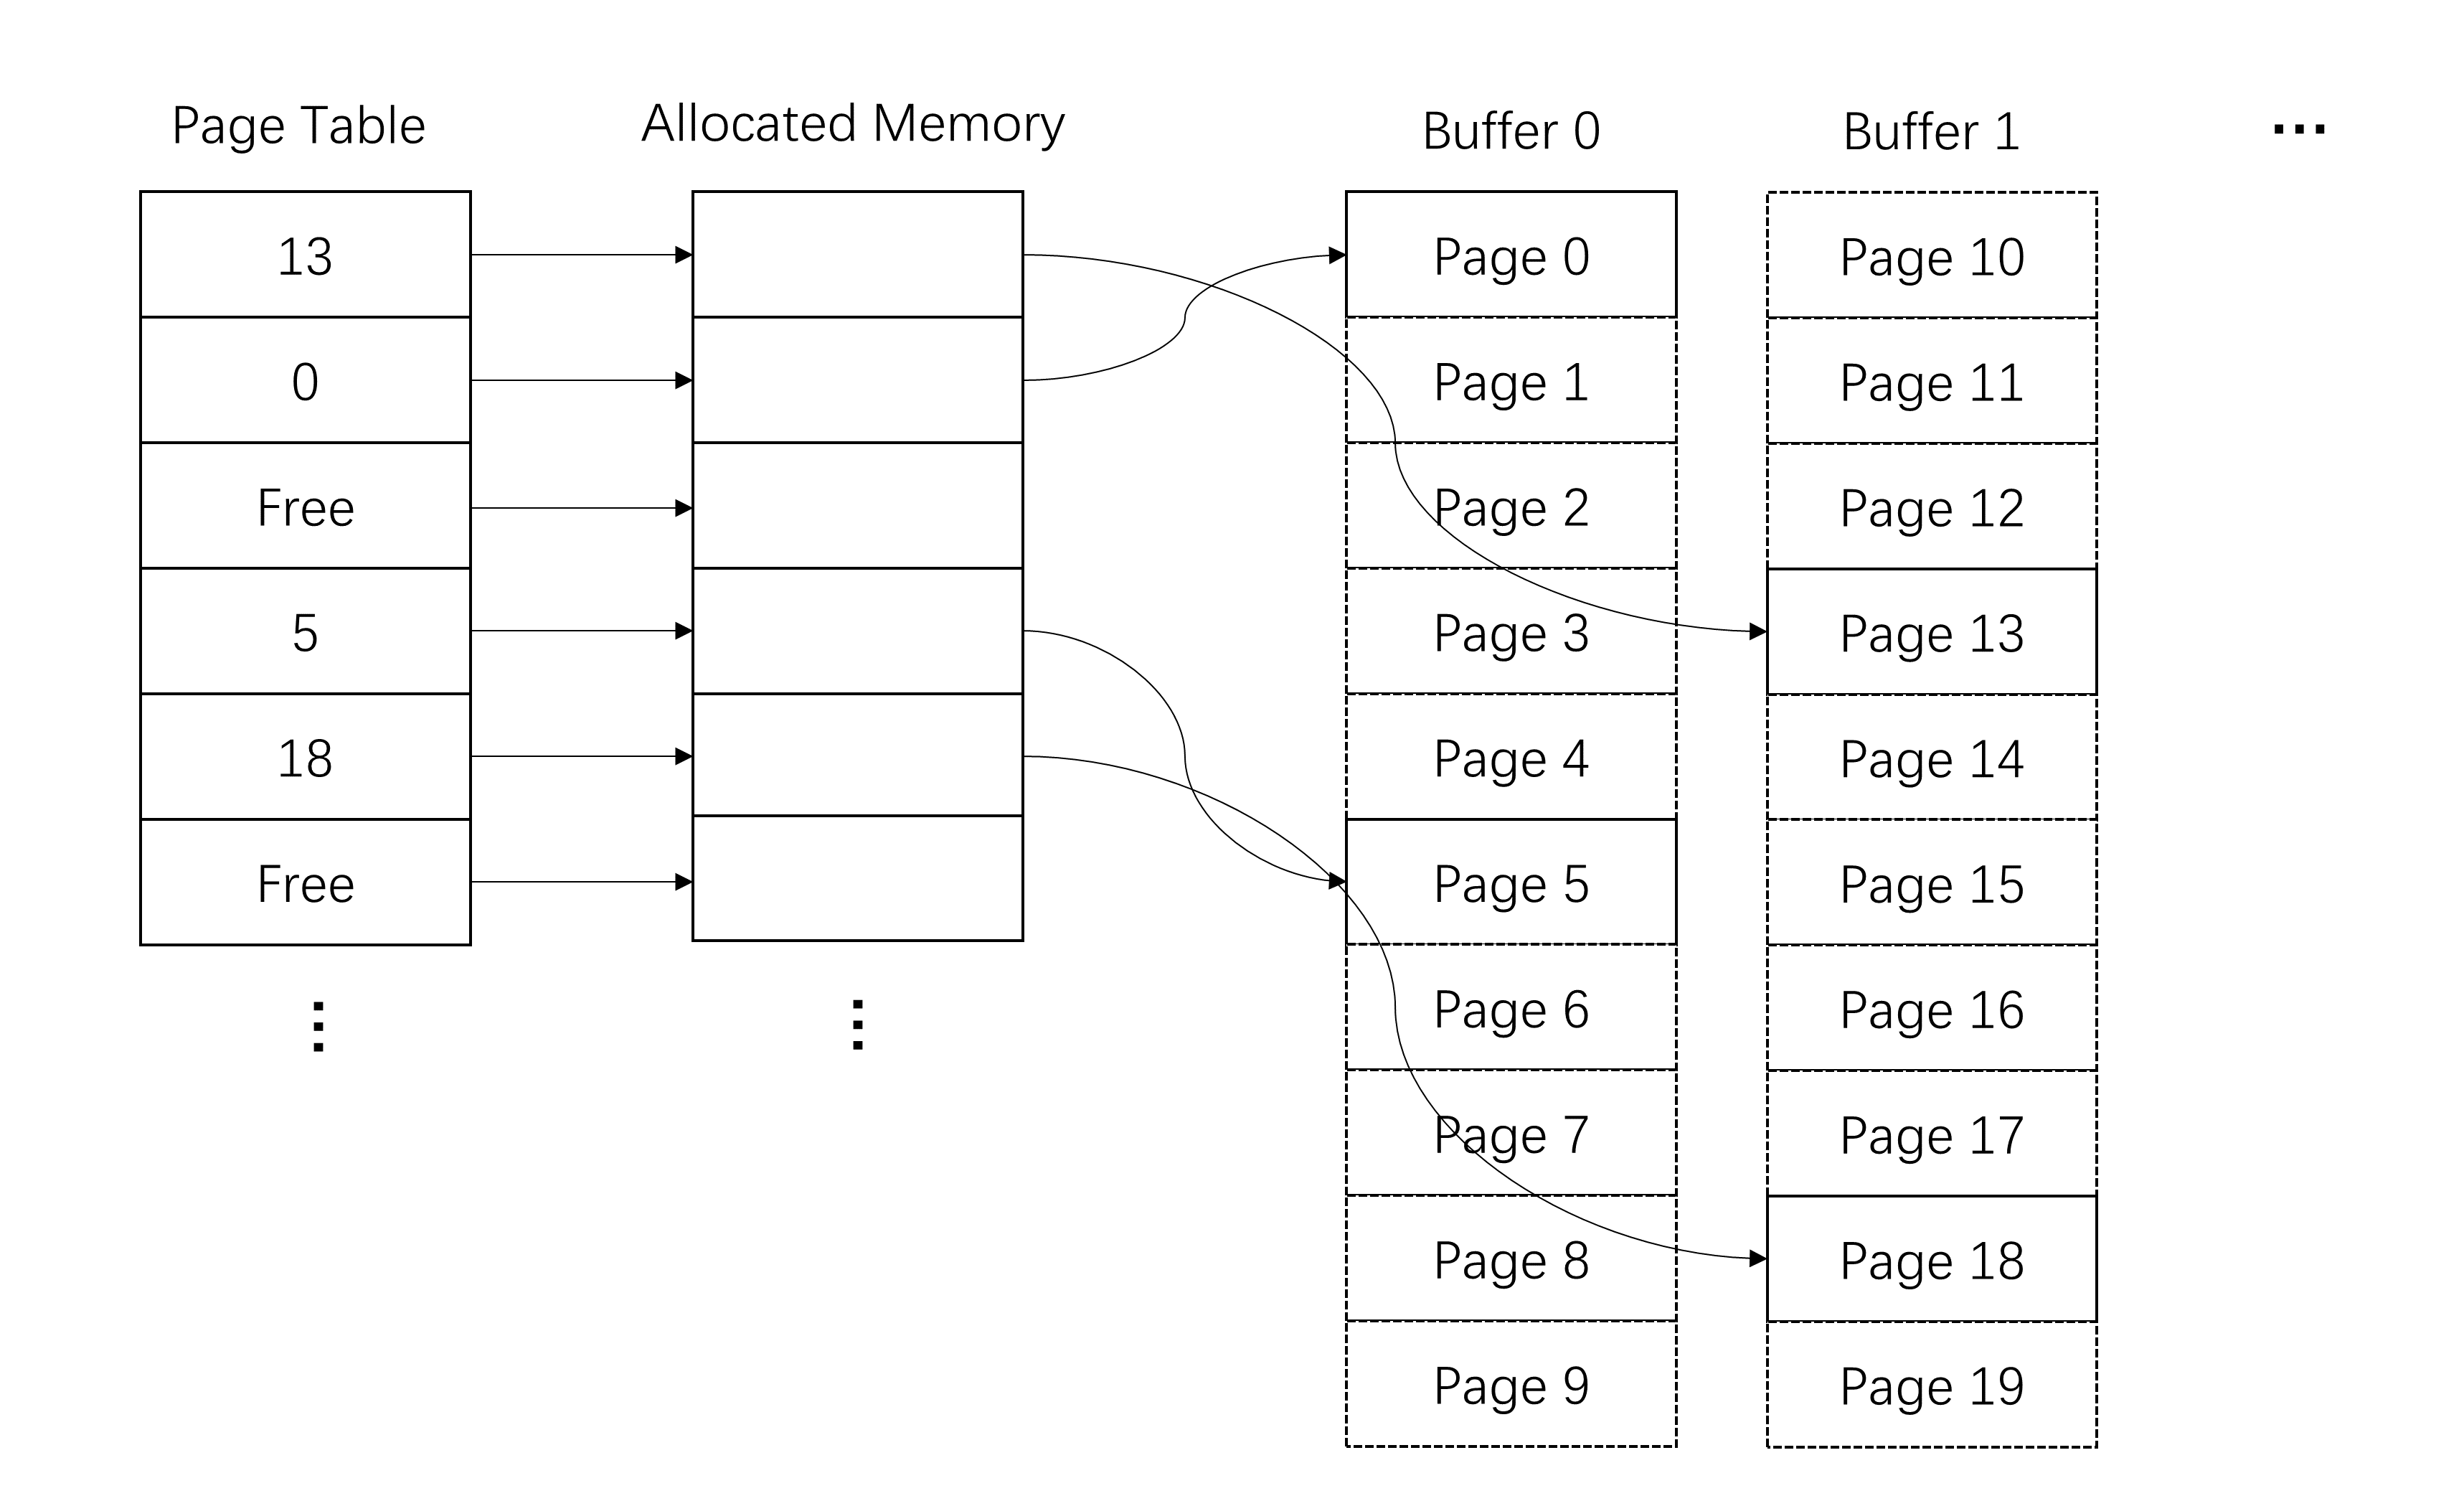 Page Table
13
0
Free
5
18
Free
Allocated Memory
Buffer 0
Page 0
Page 1
Page 2
Page 3
Page 4
Page 5
Page 6
Page 7
Page 8
Page 9
Buffer 1
Page 10
Page 11
Page 12
Page 13
Page 14
Page 15
Page 16
Page 17
Page 18
Page 19
...